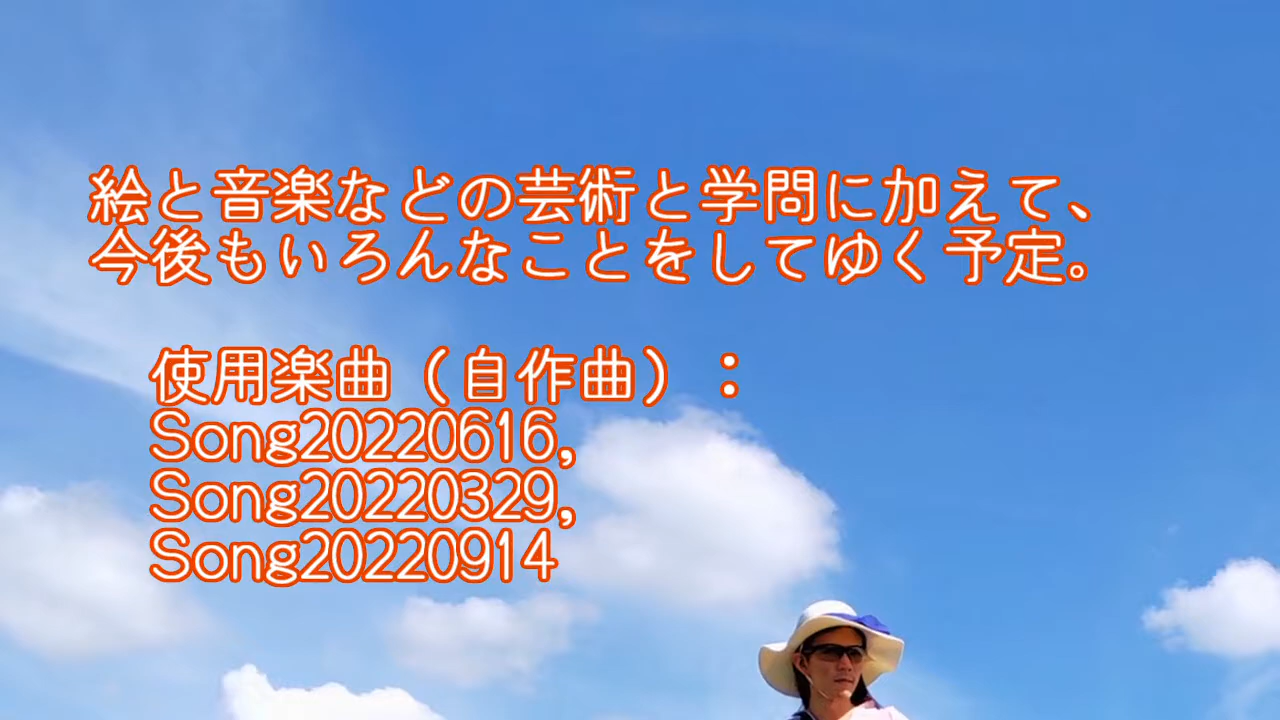 絵と音楽などの芸術と学問に加えて、
今後もいろんなことをしてゆく予定。
使用楽曲（自作曲）：
Song20220616,
Song20220329,
Song20220914